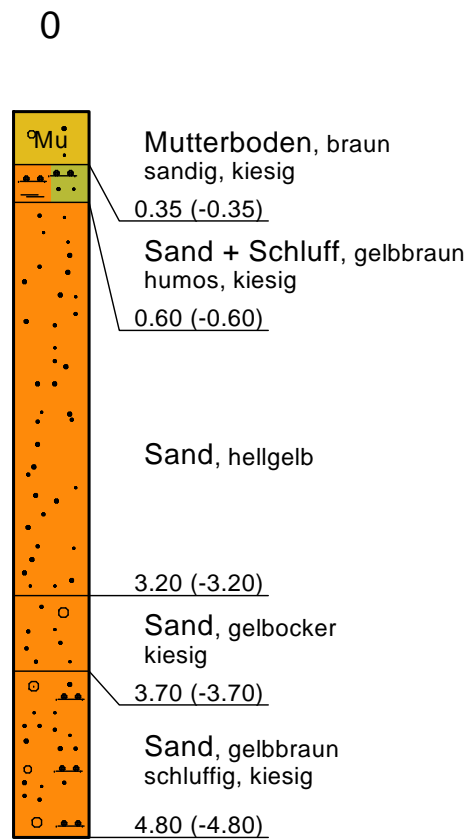 0
Mu
Mutterboden, braun
sandig, kiesig
0.35 (-0.35)
Sand + Schluff, gelbbraun
humos, kiesig
0.60 (-0.60)
Sand, hellgelb
3.20 (-3.20)
Sand, gelbocker
kiesig
3.70 (-3.70)
Sand, gelbbraun
schluffig, kiesig
4.80 (-4.80)